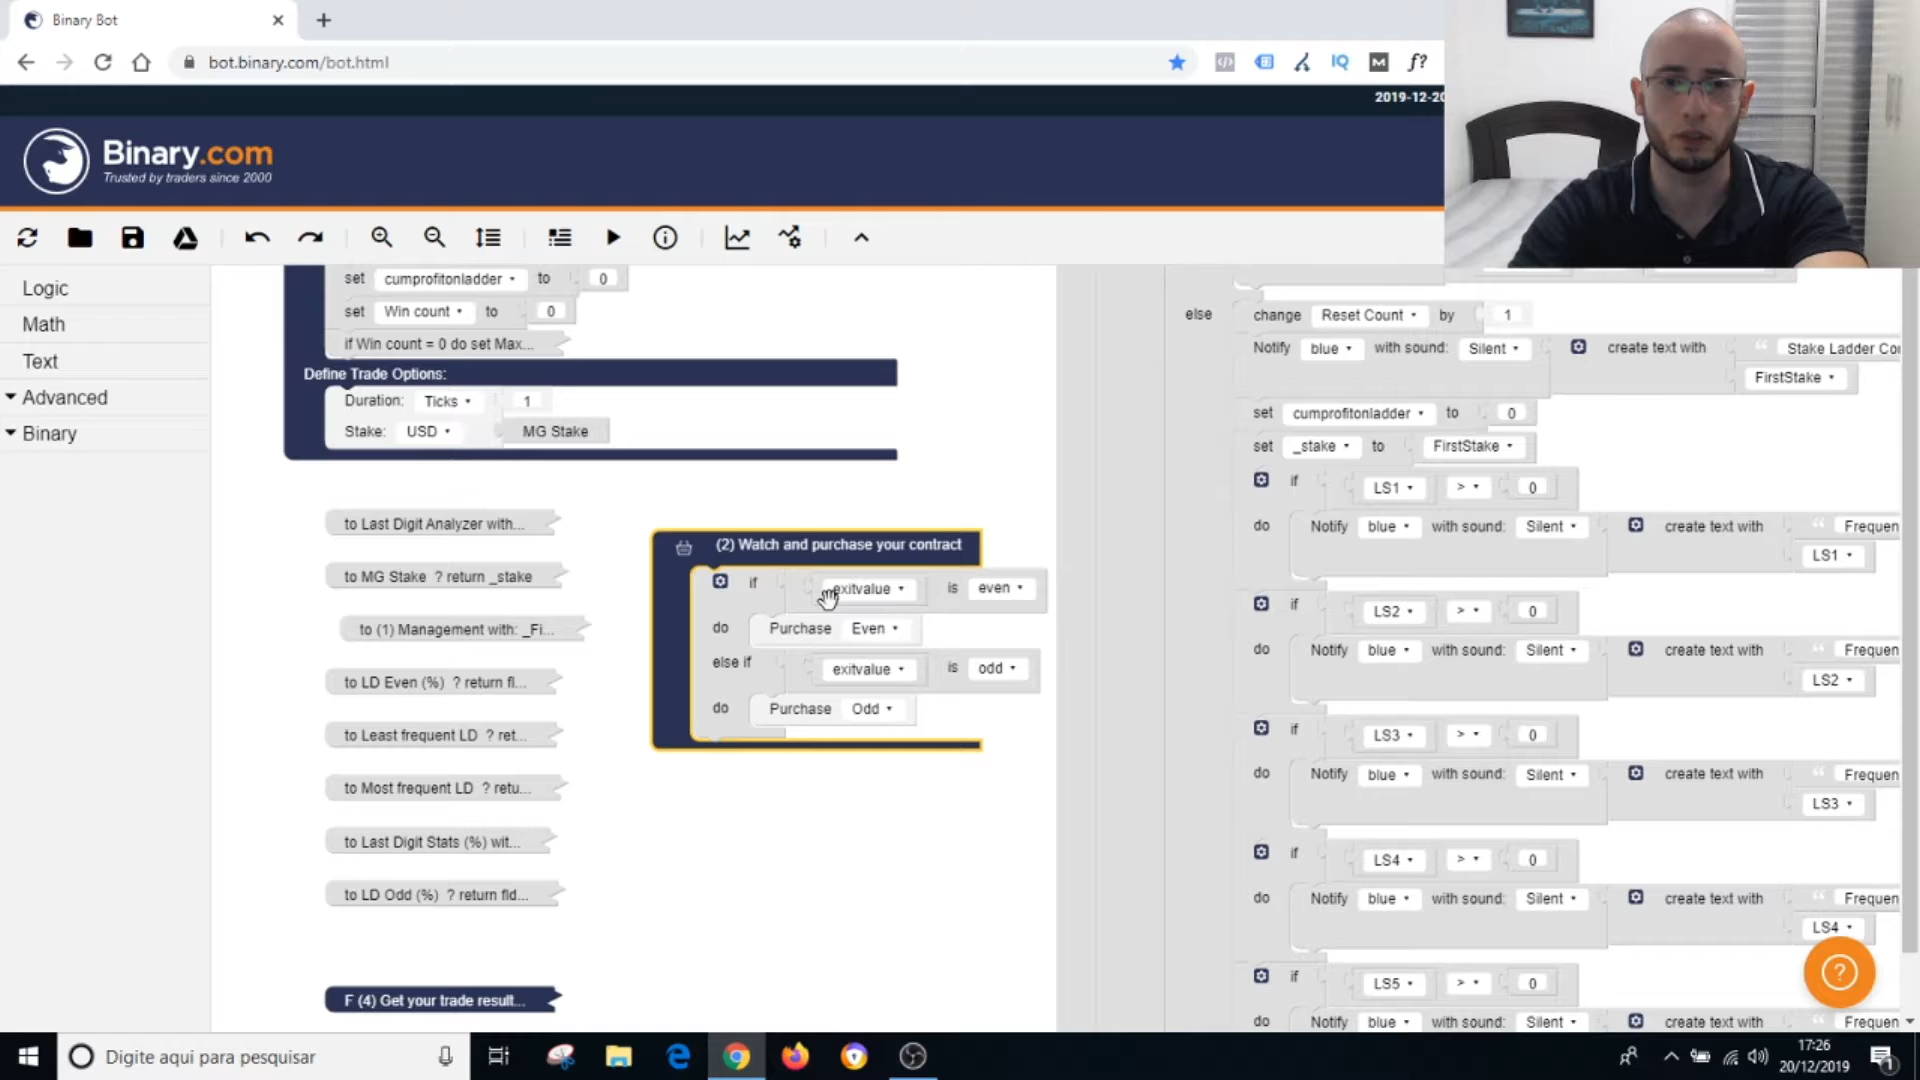 Binary Bot
bot.binary.com/bot.html
IQ
M
f?
2019-12-20
Binary.com
Trusted by traders since 2000
Logic
Math
Text
Advanced
Binary
set cumprofitonladder to 0
set Win count to 0
if Win count = 0 do set Max...
Define Trade Options:
Duration: Ticks 1
Stake: USD MG Stake
to Last Digit Analyzer with...
to MG Stake ? return _stake
to (1) Management with: _Fi...
to LD Even (%) ? return fl...
to Least frequent LD ? ret...
to Most frequent LD ? retu...
to Last Digit Stats (%) wit...
to LD Odd (%) ? return fld...
F (4) Get your trade result...
(2) Watch and purchase your contract
if exitvalue is even
do Purchase Even
else if exitvalue is odd
do Purchase Odd
else change Reset Count by 1
Notify blue with sound: Silent create text with “ Stake Ladder Cor
FirstStake
set cumprofitonladder to 0
set _stake to FirstStake
if LS1 > 0
do Notify blue with sound: Silent create text with “ Frequen
LS1
if LS2 > 0
do Notify blue with sound: Silent create text with “ Frequen
LS2
if LS3 > 0
do Notify blue with sound: Silent create text with “ Frequen
LS3
if LS4 > 0
do Notify blue with sound: Silent create text with “ Frequen
LS4
if LS5 > 0
do Notify blue with sound: Silent create text with “ Frequen
?
Digite aqui para pesquisar
17:26
20/12/2019
1